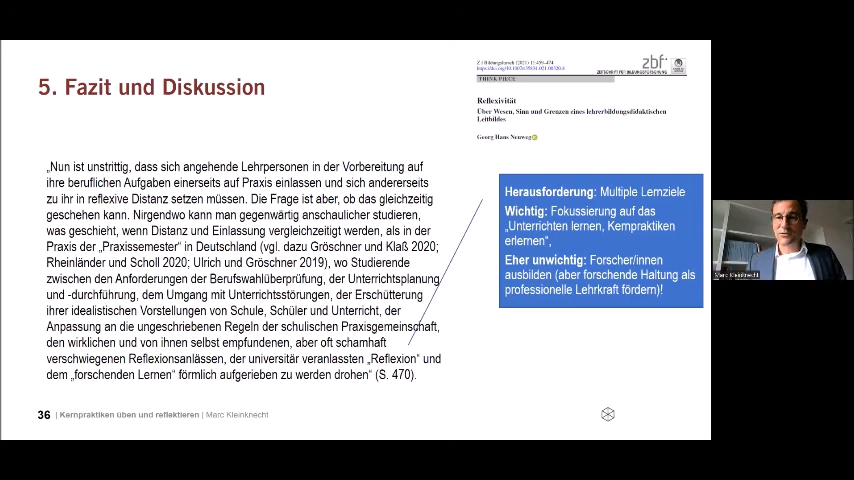 5. Fazit und Diskussion
„Nun ist unstrittig, dass sich angehende Lehrpersonen in der Vorbereitung auf
ihre beruflichen Aufgaben einerseits auf Praxis einlassen und sich andererseits
zu ihr in reflexive Distanz setzen müssen. Die Frage ist aber, ob das gleichzeitig
geschehen kann. Nirgendwo kann man gegenwärtig anschaulicher studieren,
was geschieht, wenn Distanz und Einlassung vergleichzeitigt werden, als in der
Praxis der „Praxissemester“ in Deutschland (vgl. dazu Gröschner und Klaß 2020;
Rheinländer und Scholl 2020; Ulrich und Gröschner 2019), wo Studierende
zwischen den Anforderungen der Berufswahlüberprüfung, der Unterrichtsplanung
und -durchführung, dem Umgang mit Unterrichtsstörungen, der Erschütterung
ihrer idealistischen Vorstellungen von Schule, Schüler und Unterricht, der
Anpassung an die ungeschriebenen Regeln der schulischen Praxisgemeinschaft,
den wirklichen und von ihnen selbst empfundenen, aber oft schamhaft
verschwiegenen Reflexionsanlässen, der universitär veranlassten „Reflexion“ und
dem „forschenden Lernen“ förmlich aufgerieben zu werden drohen“ (S. 470).
zbf
ZEITSCHRIFT FÜR BILDUNGSFORSCHUNG
THINK PIECE
Reflexivität
Über Wesen, Sinn und Grenzen eines lehrerbildungsdidaktischen
Leitbildes
Georg Hans Neuweg
Herausforderung: Multiple Lernziele
Wichtig: Fokussierung auf das
„Unterrichten lernen, Kernpraktiken
erlernen“,
Eher unwichtig: Forscher/innen
ausbilden (aber forschende Haltung als
professionelle Lehrkraft fördern)!
36 | Kernpraktiken üben und reflektieren | Marc Kleinknecht
Marc Kleinknecht